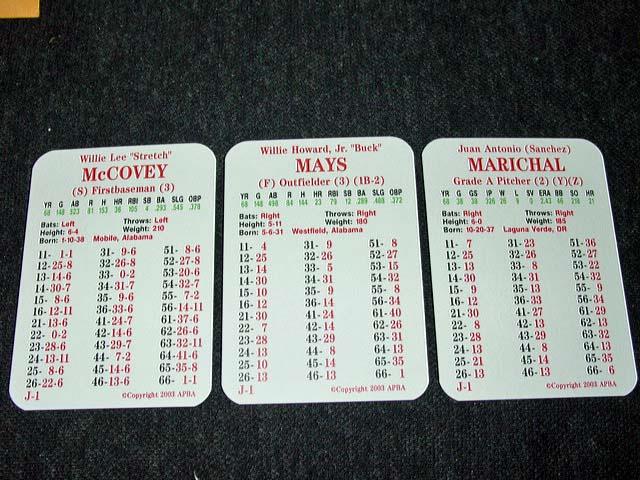 Willie Lee "Stretch"
McCOVEY
(S) Firstbaseman (3)
YR G AB R H HR RBI SB BA SLG OBP
68 148 523 81 153 36 105 4 .293 .545 .378
Bats: Left Throws: Left
Height: 6-4 Weight: 210
Born: 1-10-38 Mobile, Alabama
11- 1-1 31- 9-6 51- 8-6
12-25-8 32-26-8 52-27-8
13-14-6 33- 0-2 53-20-6
14-30-7 34-31-7 54-32-7
15- 8-6 35- 9-6 55- 7-2
16-12-11 36-33-6 56-14-11
21-13-6 41-24-7 61-37-6
22- 0-2 42-14-6 62-26-6
23-28-6 43-29-7 63-32-11
24-13-11 44- 7-2 64-41-6
25- 8-6 45-14-6 65-35-8
26-22-6 46-13-6 66- 1-1
J-1 ©Copyright 2003 APBA
Willie Howard, Jr. "Buck"
MAYS
(F) Outfielder (3) (1B-2)
YR G AB R H HR RBI SB BA SLG OBP
68 148 498 84 144 23 79 12 .289 .488 .372
Bats: Right Throws: Right
Height: 5-11 Weight: 180
Born: 5-6-31 Westfield, Alabama
11- 4 31- 9 51- 8
12-25 32-26 52-27
13-14 33- 5 53-15
14-30 34-31 54-32
15-10 35- 9 55- 8
16-12 36-14 56-34
21-30 41-24 61-40
22- 7 42-14 62-26
23-28 43-29 63-31
24-13 44- 8 64-13
25-10 45-14 65-35
26-13 46-13 66- 1
J-1 ©Copyright 2003 APBA
Juan Antonio (Sanchez)
MARICHAL
Grade A Pitcher (2) (Y)(Z)
YR G GS IP W L SV ERA BB SO HR
68 38 38 326 26 9 0 2.43 46 218 21
Bats: Right Throws: Right
Height: 6-0 Weight: 185
Born: 10-20-37 Laguna Verde, DR
11- 7 31-23 51-36
12-25 32-26 52-27
13-13 33- 8 53-22
14-30 34-31 54-32
15- 9 35-13 55- 9
16-12 36-33 56-34
21-30 41-27 61-29
22- 8 42-13 62-13
23-28 43-29 63-32
24-13 44- 8 64-13
25-21 45-14 65-35
26-13 46-13 66- 6
J-1 ©Copyright 2003 APBA